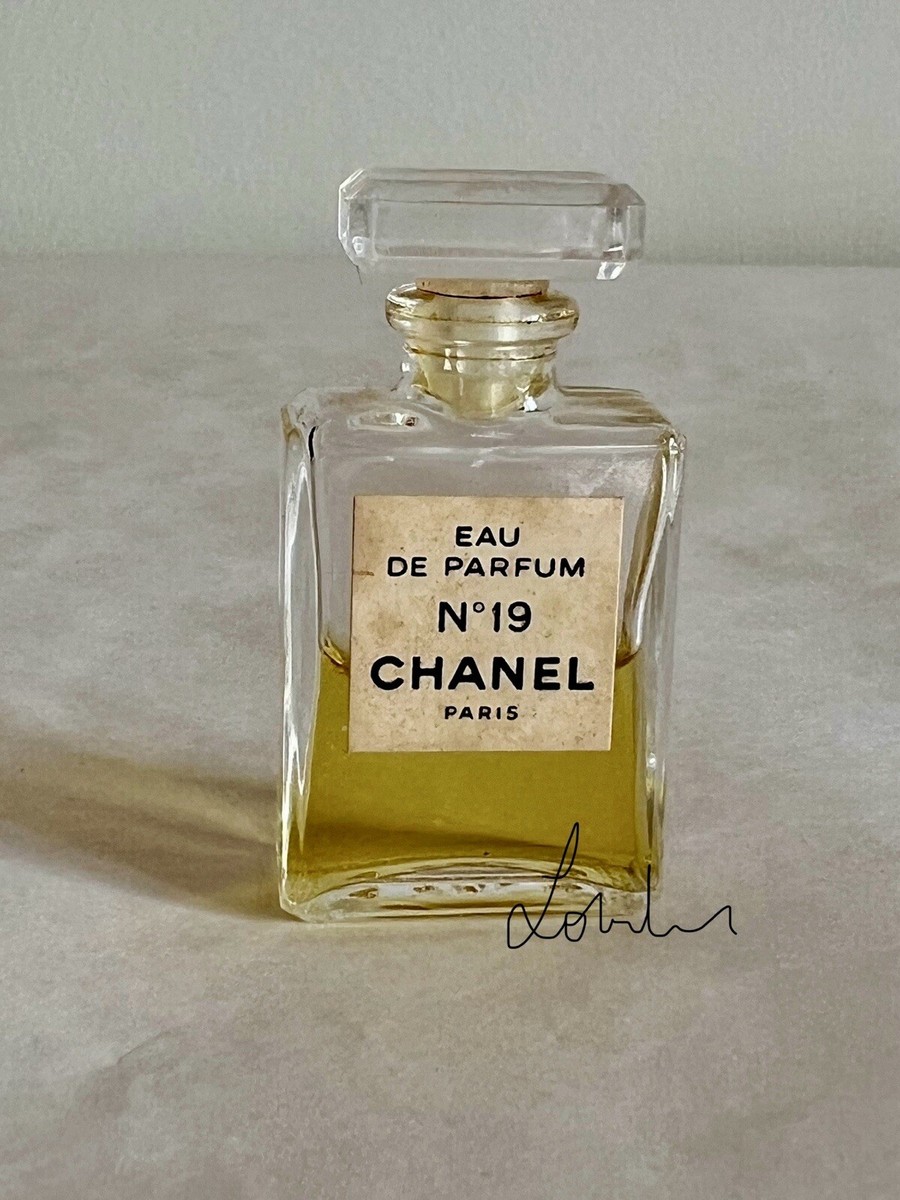 EAU
DE PARFUM
N°19
CHANEL
PARIS